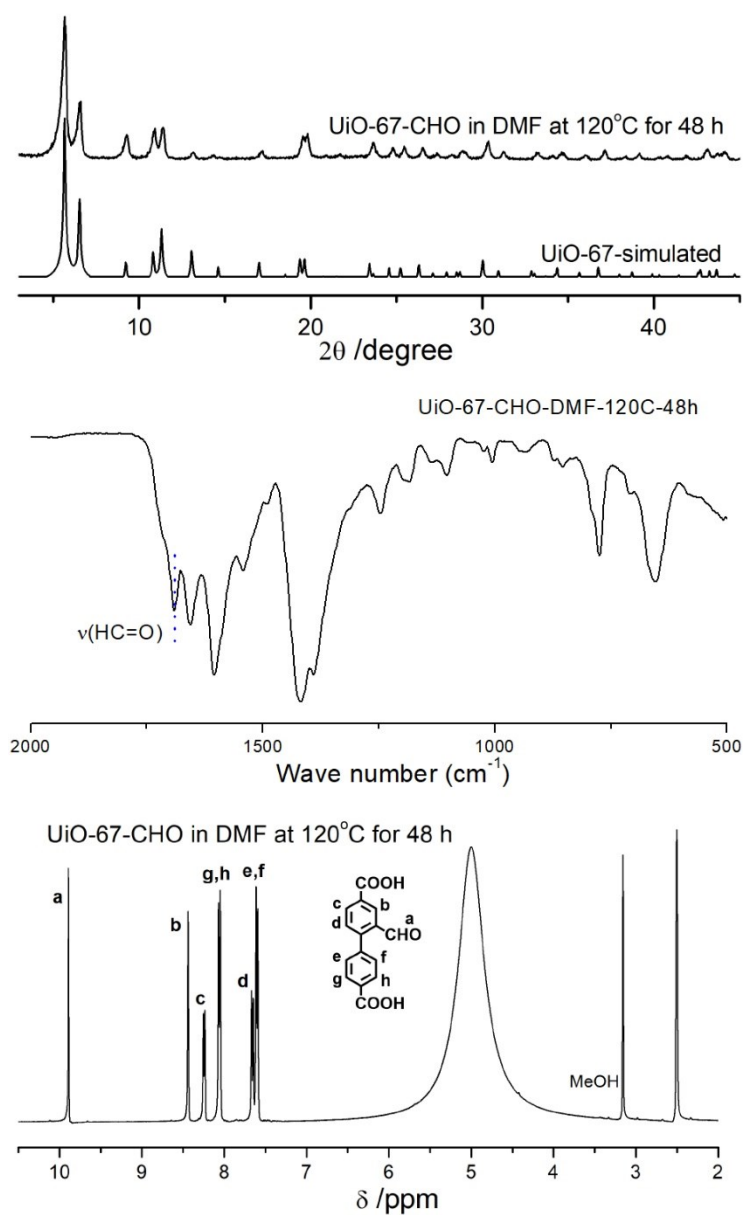 UiO-67-CHO in DMF at 120°C for 48 h
UiO-67-simulated
10 20 30 40
2θ /degree
UiO-67-CHO-DMF-120C-48h
ν(HC=O)
2000 1500 1000 500
Wave number (cm⁻¹)
UiO-67-CHO in DMF at 120°C for 48 h
a
b
c
g,h
d
e,f
COOH
c b
a
d
CHO
e f
g h
COOH
MeOH
10 9 8 7 6 5 4 3 2
δ /ppm